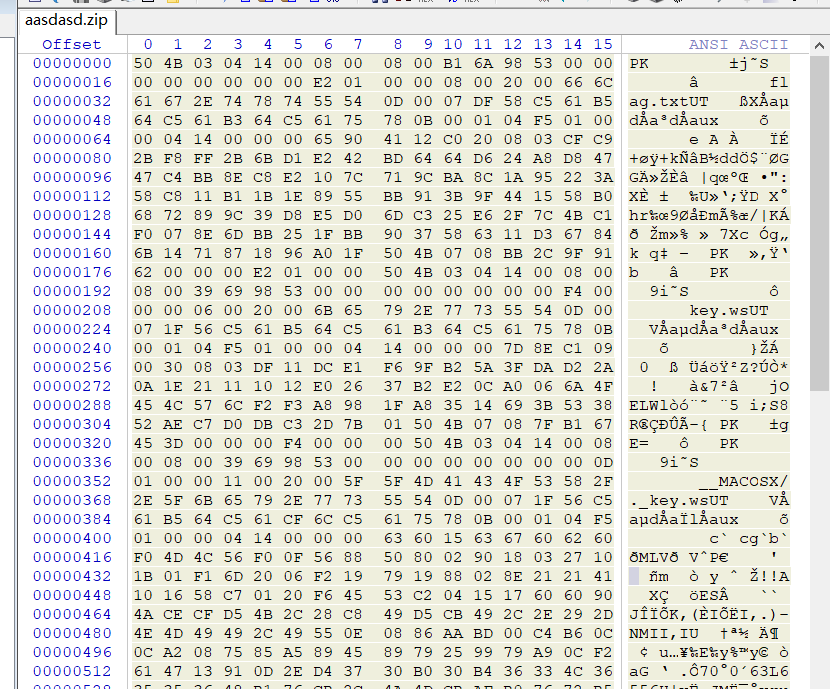 aasdasd.zip
Offset 0 1 2 3 4 5 6 7 8 9 10 11 12 13 14 15 ANSI ASCII
00000000 50 4B 03 04 14 00 08 00 08 00 B1 6A 98 53 00 00 PK ±j˜S
00000016 00 00 00 00 00 00 E2 01 00 00 08 00 20 00 66 6C â fl
00000032 61 67 2E 74 78 74 55 54 0D 00 07 DF 58 C5 61 B5 ag.txtUT ßXÅaµ
00000048 64 C5 61 B3 64 C5 61 75 78 0B 00 01 04 F5 01 00 dÅa³dÅaux õ
00000064 00 04 14 00 00 00 65 90 41 12 C0 20 08 03 CF C9 e A À ÏÉ
00000080 2B F8 FF 2B 6B D1 E2 42 BD 64 64 D6 24 A8 D8 47 +øÿ+kÑâB½ddÖ$¨ØG
00000096 47 C4 BB 8E C8 E2 10 7C 71 9C BA 8C 1A 95 22 3A GÄ»ŽÈâ |qœºŒ •":
00000112 58 C8 11 B1 1B 1E 89 55 BB 91 3B 9F 44 15 58 B0 XÈ ± ‰U»‘;ŸD X°
00000128 68 72 89 9C 39 D8 E5 D0 6D C3 25 E6 2F 7C 4B C1 hr‰œ9ØåÐmÃ%æ/|KÁ
00000144 F0 07 8E 6D BB 25 1F BB 90 37 58 63 11 D3 67 84 ð Žm»% » 7Xc Óg„
00000160 6B 14 71 87 18 96 A0 1F 50 4B 07 08 BB 2C 9F 91 k q‡ – PK »,Ÿ‘
00000176 62 00 00 00 E2 01 00 00 50 4B 03 04 14 00 08 00 b â PK
00000192 08 00 39 69 98 53 00 00 00 00 00 00 00 00 F4 00 9i˜S ô
00000208 00 00 06 00 20 00 6B 65 79 2E 77 73 55 54 0D 00 key.wsUT
00000224 07 1F 56 C5 61 B5 64 C5 61 B3 64 C5 61 75 78 0B VÅaµdÅa³dÅaux
00000240 00 01 04 F5 01 00 00 04 14 00 00 00 7D 8E C1 09 õ }ŽÁ
00000256 00 30 08 03 DF 11 DC E1 F6 9F B2 5A 3F DA D2 2A 0 ß ÜáöŸ²Z?ÚÒ*
00000272 0A 1E 21 11 10 12 E0 26 37 B2 E2 0C A0 06 6A 4F ! à&7²â jO
00000288 45 4C 57 6C F2 F3 A8 98 1F A8 35 14 69 3B 53 38 ELWlòó¨˜ ¨5 i;S8
00000304 52 AE C7 D0 DB C3 2D 7B 01 50 4B 07 08 7F B1 67 R®ÇÐÛÃ-{ PK ±g
00000320 45 3D 00 00 00 F4 00 00 00 50 4B 03 04 14 00 08 E= ô PK
00000336 00 08 00 39 69 98 53 00 00 00 00 00 00 00 00 0D 9i˜S
00000352 01 00 00 11 00 20 00 5F 5F 4D 41 43 4F 53 58 2F __MACOSX/
00000368 2E 5F 6B 65 79 2E 77 73 55 54 0D 00 07 1F 56 C5 ._key.wsUT VÅ
00000384 61 B5 64 C5 61 CF 6C C5 61 75 78 0B 00 01 04 F5 aµdÅaÏlÅaux õ
00000400 01 00 00 04 14 00 00 00 63 60 15 63 67 60 62 60 c` cg`b`
00000416 F0 4D 4C 56 F0 0F 56 88 50 80 02 90 18 03 27 10 ðMLVð VˆP€ '
00000432 1B 01 F1 6D 20 06 F2 19 79 19 88 02 8E 21 21 41 ñm ò y ˆ Ž!!A
00000448 10 16 58 C7 01 20 F6 45 53 C2 04 15 17 60 60 90 XÇ öESÂ ``
00000464 4A CE CF D5 4B 2C 28 C8 49 D5 CB 49 2C 2E 29 2D JÎÏÕK,(ÈIÕËI,.)-
00000480 4E 4D 49 49 2C 49 55 0E 08 86 AA BD 00 C4 B6 0C NMII,IU †ª½ Ä¶
00000496 0C A2 08 75 85 A5 89 45 89 79 25 99 79 A9 0C F2 ¢ u…¥‰E‰y%™y© ò
00000512 61 47 13 91 0D 2E D4 37 30 B0 30 B4 36 33 4C 36 aG ‘ .Ô70°0´63L6